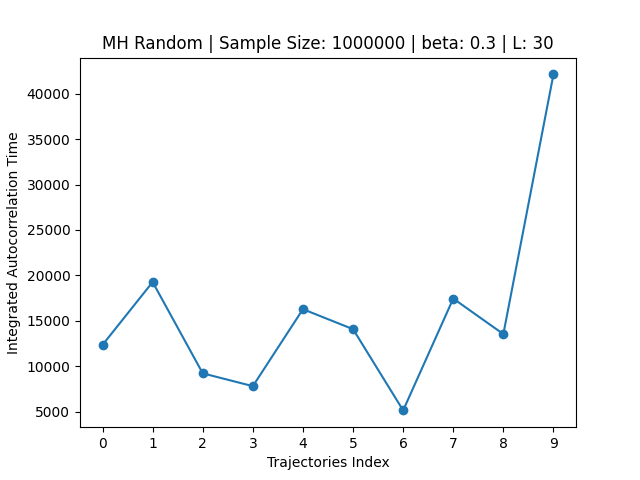 MH Random | Sample Size: 1000000 | beta: 0.3 | L: 30
Integrated Autocorrelation Time
40000
35000
30000
25000
20000
15000
10000
5000
0 1 2 3 4 5 6 7 8 9
Trajectories Index